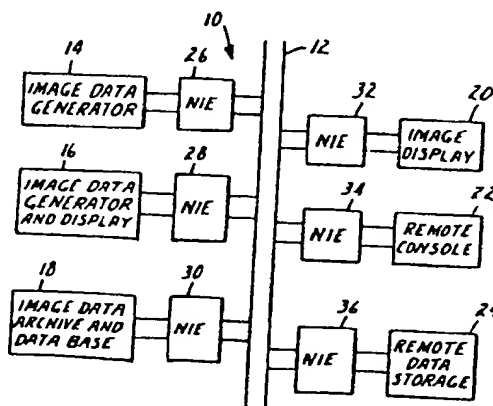 10
12
14
26
IMAGE DATA
GENERATOR
NIE
32
20
NIE
IMAGE
DISPLAY
16
28
IMAGE DATA
GENERATOR
AND DISPLAY
NIE
34
22
NIE
REMOTE
CONSOLE
18
30
IMAGE DATA
ARCHIVE AND
DATA BASE
NIE
36
24
NIE
REMOTE
DATA
STORAGE